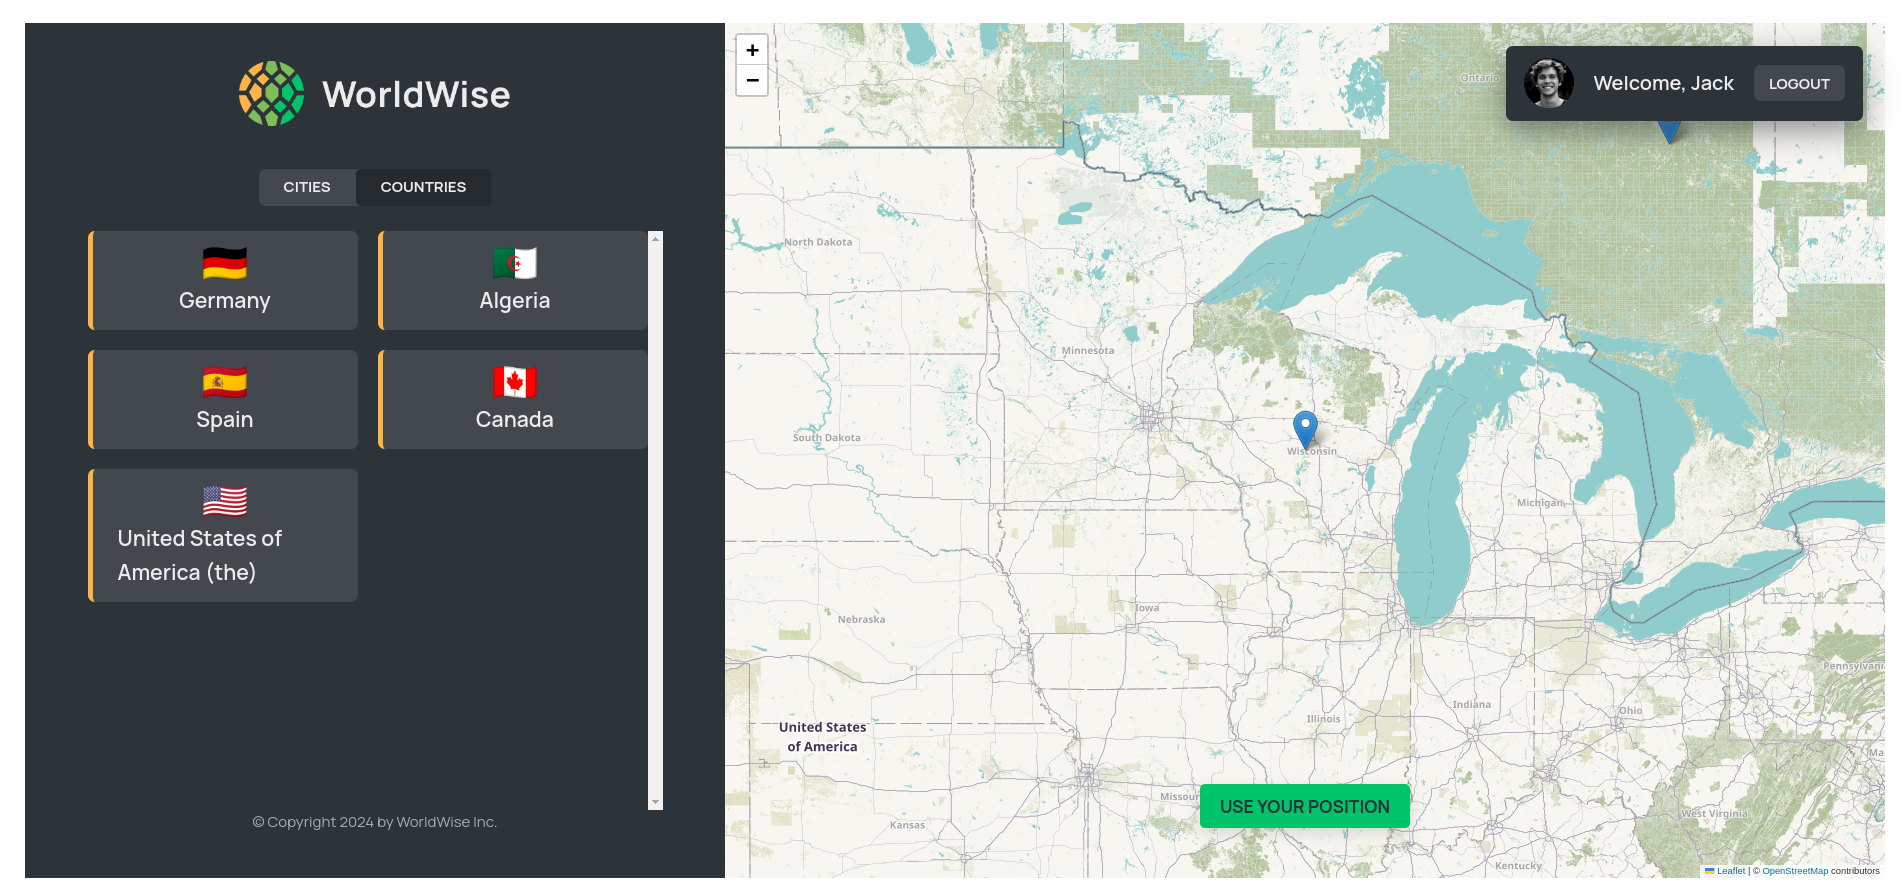 WorldWise
CITIES
COUNTRIES
Germany
Algeria
Spain
Canada
United States of
America (the)
© Copyright 2024 by WorldWise Inc.
+
−
Ontario
Welcome, Jack
LOGOUT
North Dakota
Minnesota
South Dakota
Wisconsin
Michigan
Iowa
Nebraska
Pennsylvania
Illinois
Indiana
Ohio
United States
of America
Ma
Missour
USE YOUR POSITION
West Virginia
Kansas
Kentucky
Leaflet | © OpenStreetMap contributors